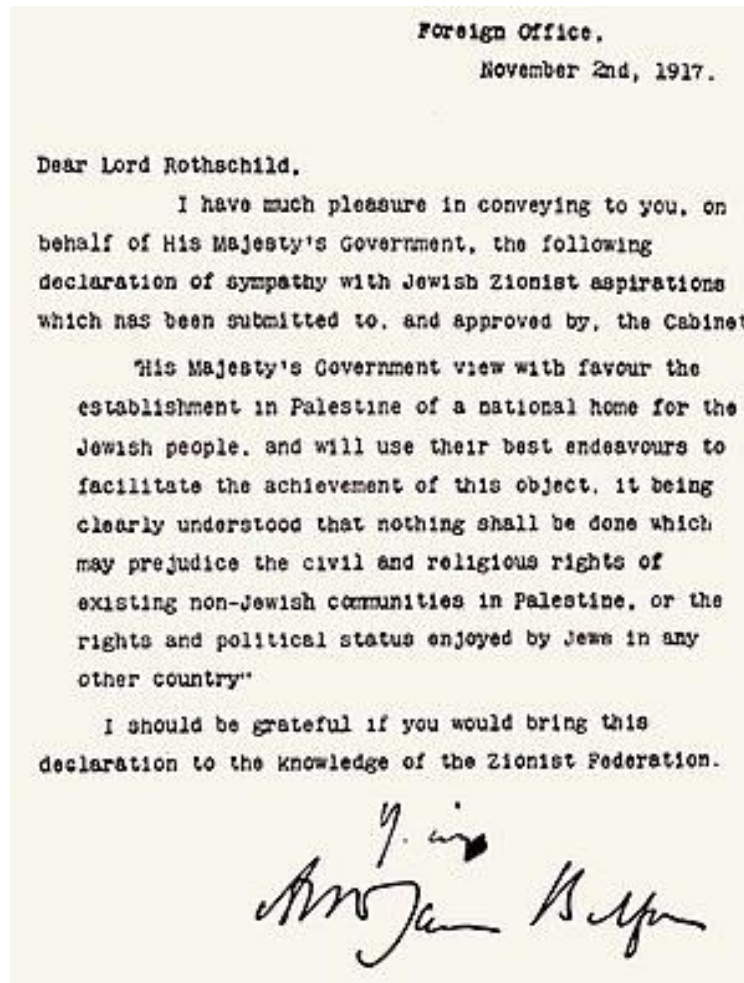 Foreign Office,
November 2nd, 1917.
Dear Lord Rothschild,
I have much pleasure in conveying to you, on
behalf of His Majesty's Government, the following
declaration of sympathy with Jewish Zionist aspirations
which has been submitted to, and approved by, the Cabinet
"His Majesty's Government view with favour the
establishment in Palestine of a national home for the
Jewish people, and will use their best endeavours to
facilitate the achievement of this object, it being
clearly understood that nothing shall be done which
may prejudice the civil and religious rights of
existing non-Jewish communities in Palestine, or the
rights and political status enjoyed by Jews in any
other country"
I should be grateful if you would bring this
declaration to the knowledge of the Zionist Federation.
Arthur James Balfour